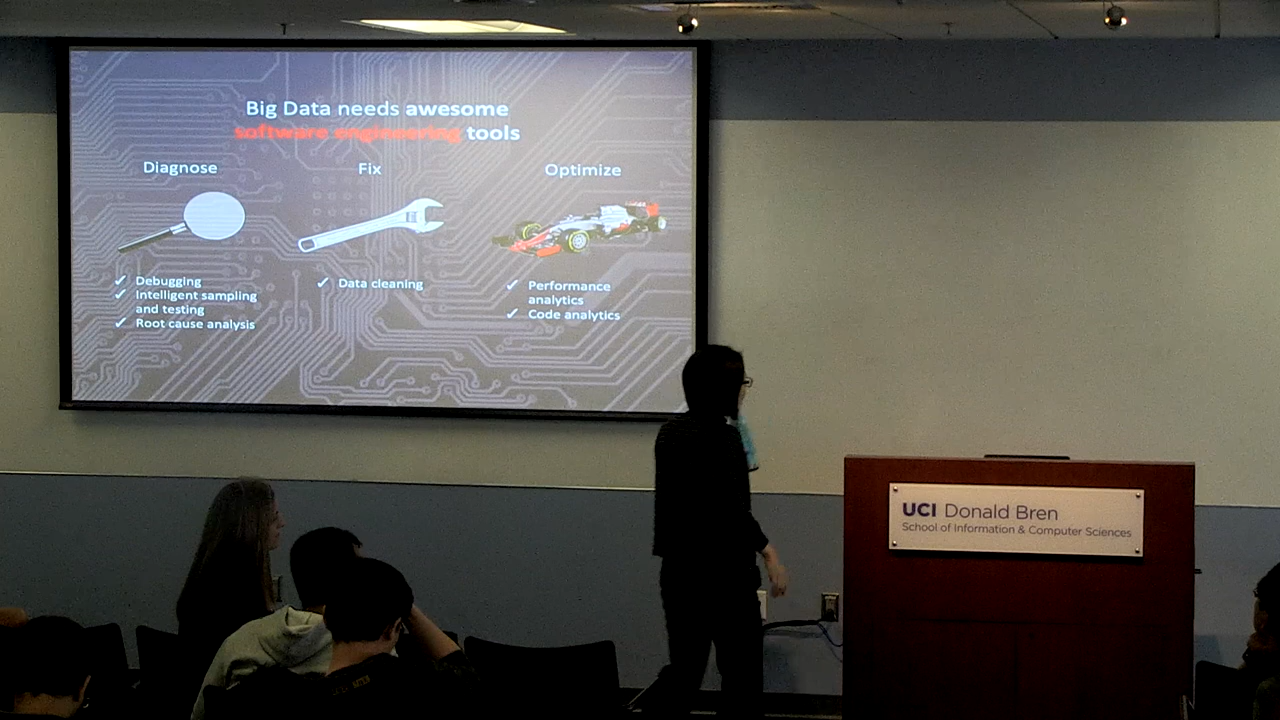 Big Data needs awesome
software engineering tools
Diagnose
Fix
Optimize
✓ Debugging
✓ Intelligent sampling
and testing
✓ Root cause analysis
✓ Data cleaning
✓ Performance
analytics
✓ Code analytics
UCI Donald Bren
School of Information & Computer Sciences